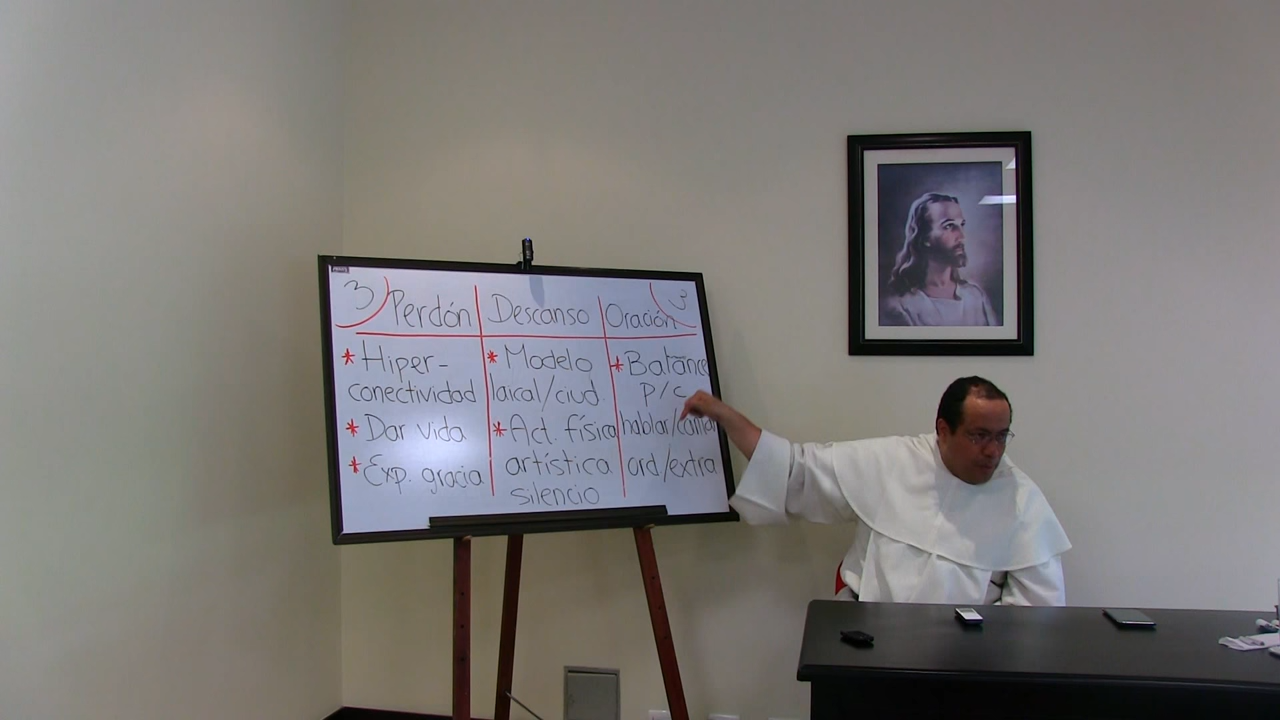 3 Perdón Descanso Oración 3
* Hiper-
conectividad
* Dar vida
* Exp. gracia
* Modelo
laical/ciud.
* Act. física
artística
silencio
* Balance
p/c
hablar/
ord/extra